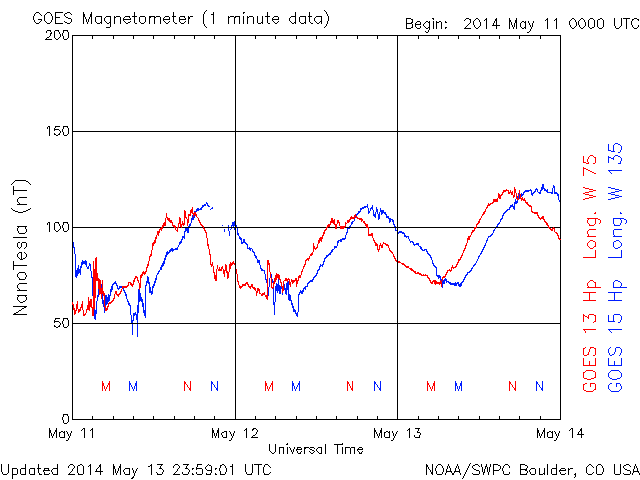 GOES Magnetometer (1 minute data)
Begin: 2014 May 11 0000 UTC
200
150
100
50
0
NanoTesla (nT)
M M N N M M N N M M N N
May 11 May 12 May 13 May 14
Universal Time
GOES 13 Hp Long. W 75
GOES 15 Hp Long. W 135
Updated 2014 May 13 23:59:01 UTC
NOAA/SWPC Boulder, CO USA